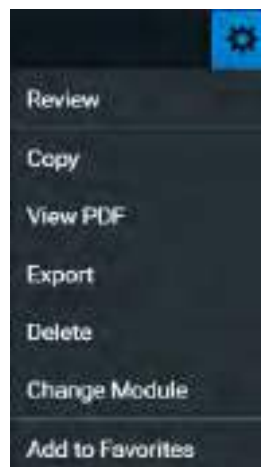 Review
Copy
View PDF
Export
Delete
Change Module
Add to Favorites